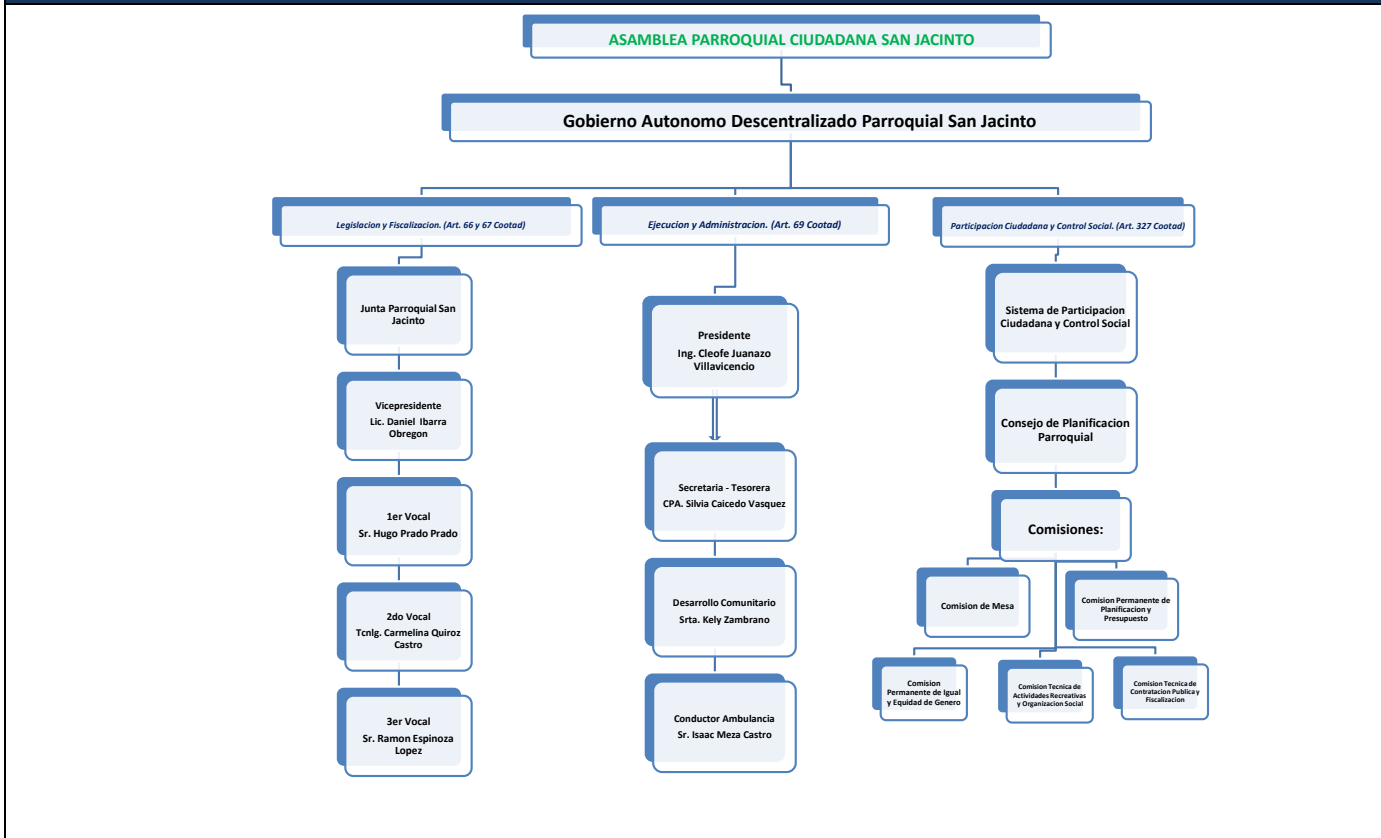 ASAMBLEA PARROQUIAL CIUDADANA SAN JACINTO
Gobierno Autonomo Descentralizado Parroquial San Jacinto
Legislacion y Fiscalizacion. (Art. 66 y 67 Cootad)
Junta Parroquial San
Jacinto
Vicepresidente
Lic. Daniel Ibarra
Obregon
1er Vocal
Sr. Hugo Prado Prado
2do Vocal
Tcnlg. Carmelina Quiroz
Castro
3er Vocal
Sr. Ramon Espinoza
Lopez
Ejecucion y Administracion. (Art. 69 Cootad)
Presidente
Ing. Cleofe Juanazo
Villavicencio
Secretaria - Tesorera
CPA. Silvia Caicedo Vasquez
Desarrollo Comunitario
Srta. Kely Zambrano
Conductor Ambulancia
Sr. Isaac Meza Castro
Participacion Ciudadana y Control Social. (Art. 327 Cootad)
Sistema de Participacion
Ciudadana y Control Social
Consejo de Planificacion
Parroquial
Comisiones:
Comision de Mesa
Comision Permanente de
Planificacion y
Presupuesto
Comision
Permanente de Igual
y Equidad de Genero
Comision Tecnica de
Actividades Recreativas
y Organizacion Social
Comision Tecnica de
Contratacion Publica y
Fiscalizacion